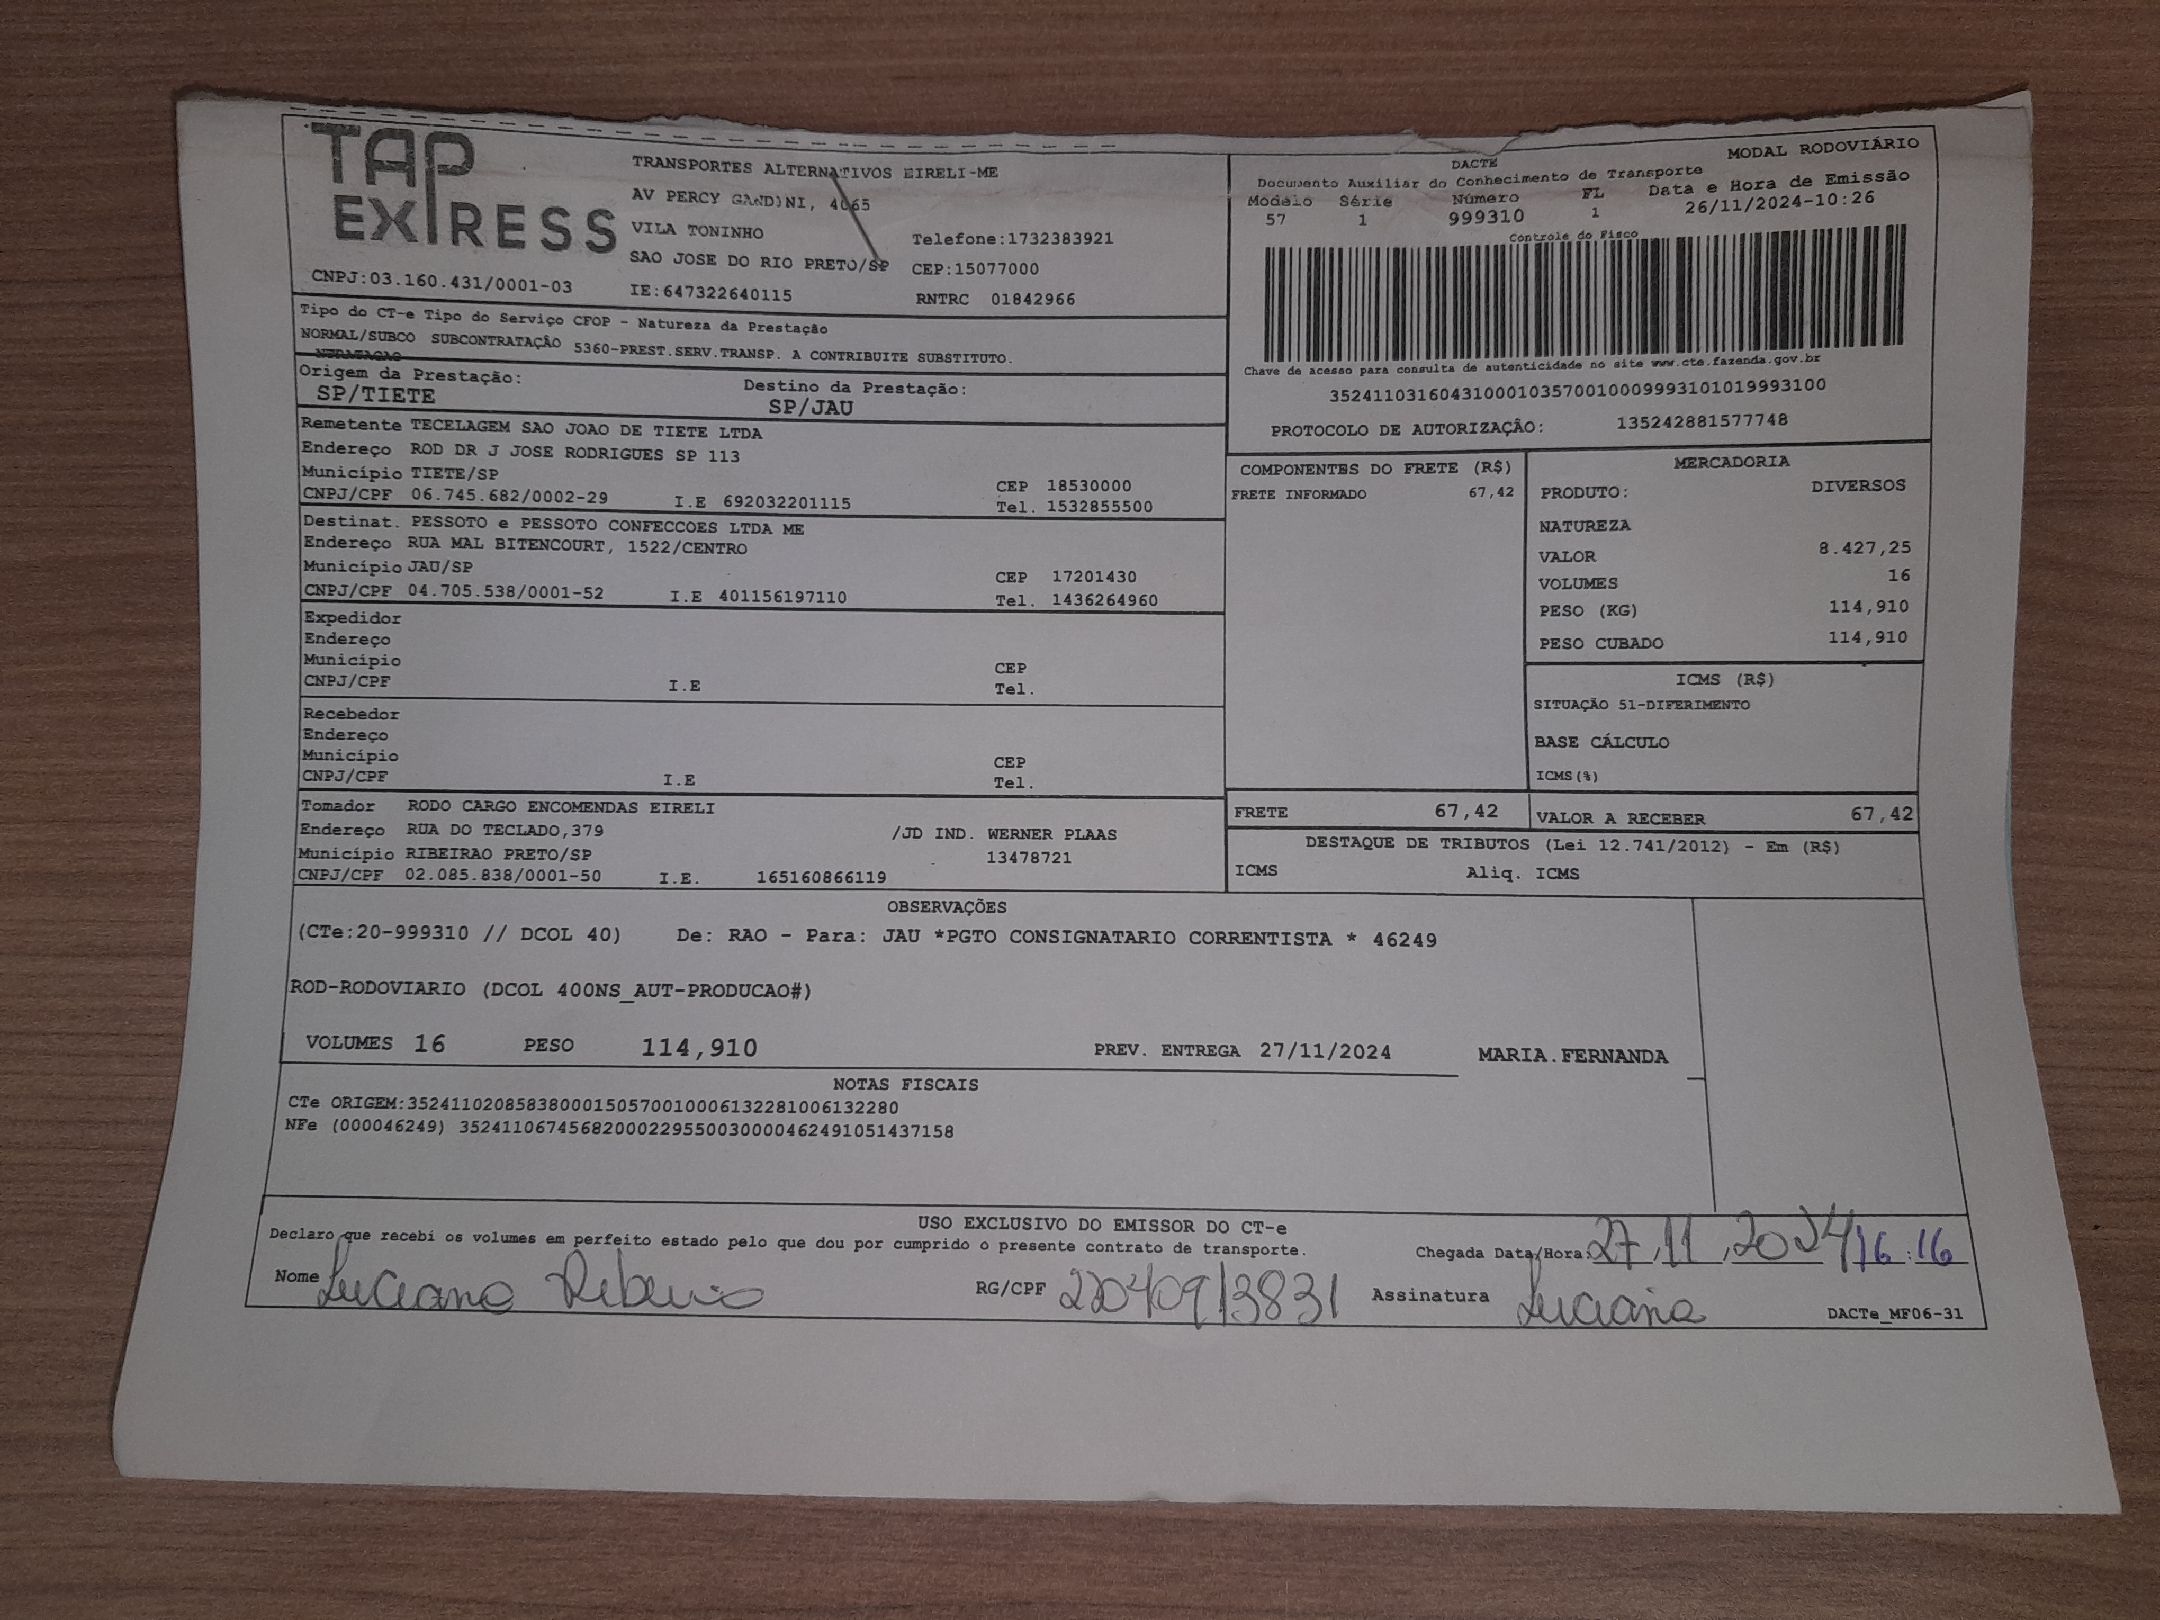 TAP EXPRESS
CNPJ:03.160.431/0001-03
TRANSPORTES ALTERNATIVOS EIRELI-ME
AV PERCY GANDINI, 4065
VILA TONINHO
SAO JOSE DO RIO PRETO/SP
IE:647322640115
Telefone:1732383921
CEP:15077000
RNTRC 01842966
MODAL RODOVIÁRIO
DACTE
Documento Auxiliar do Conhecimento de Transporte
Modelo Série Número FL Data e Hora de Emissão
57 1 999310 1 26/11/2024-10:26
Controle do Fisco
Chave de acesso para consulta de autenticidade no site www.cte.fazenda.gov.br
35241103160431000103570010009993101019993100
PROTOCOLO DE AUTORIZAÇÃO: 135242881577748
Tipo do CT-e Tipo do Serviço CFOP - Natureza da Prestação
NORMAL/SUBCO SUBCONTRATAÇÃO 5360-PREST.SERV.TRANSP. A CONTRIBUITE SUBSTITUTO.
NTRATAÇÃO
Origem da Prestação: Destino da Prestação:
SP/TIETE SP/JAU
Remetente TECELAGEM SAO JOAO DE TIETE LTDA
Endereço ROD DR J JOSE RODRIGUES SP 113
Município TIETE/SP CEP 18530000
CNPJ/CPF 06.745.682/0002-29 I.E 692032201115 Tel. 1532855500
Destinat. PESSOTO e PESSOTO CONFECCOES LTDA ME
Endereço RUA MAL BITENCOURT, 1522/CENTRO
Município JAU/SP CEP 17201430
CNPJ/CPF 04.705.538/0001-52 I.E 401156197110 Tel. 1436264960
Expedidor
Endereço
Município CEP
CNPJ/CPF I.E Tel.
Recebedor
Endereço
Município CEP
CNPJ/CPF I.E Tel.
Tomador RODO CARGO ENCOMENDAS EIRELI
Endereço RUA DO TECLADO,379 /JD IND. WERNER PLAAS
Município RIBEIRAO PRETO/SP 13478721
CNPJ/CPF 02.085.838/0001-50 I.E. 165160866119
COMPONENTES DO FRETE (R$)
FRETE INFORMADO 67,42
MERCADORIA
PRODUTO: DIVERSOS
NATUREZA
VALOR 8.427,25
VOLUMES 16
PESO (KG) 114,910
PESO CUBADO 114,910
ICMS (R$)
SITUAÇÃO 51-DIFERIMENTO
BASE CÁLCULO
ICMS(%)
FRETE 67,42 VALOR A RECEBER 67,42
DESTAQUE DE TRIBUTOS (Lei 12.741/2012) - Em (R$)
ICMS Aliq. ICMS
OBSERVAÇÕES
(CTe:20-999310 // DCOL 40) De: RAO - Para: JAU *PGTO CONSIGNATARIO CORRENTISTA * 46249
ROD-RODOVIARIO (DCOL 400NS_AUT-PRODUCAO#)
VOLUMES 16 PESO 114,910 PREV. ENTREGA 27/11/2024 MARIA.FERNANDA
NOTAS FISCAIS
CTe ORIGEM:35241102085838000150570010006132281006132280
NFe (000046249) 35241106745682000229550030000462491051437158
USO EXCLUSIVO DO EMISSOR DO CT-e
Declaro que recebi os volumes em perfeito estado pelo que dou por cumprido o presente contrato de transporte. Chegada Data/Hora: 27.11.2024 16:16
Nome Luciana Ribeiro RG/CPF Assinatura Luciana
DACTe_MF06-31